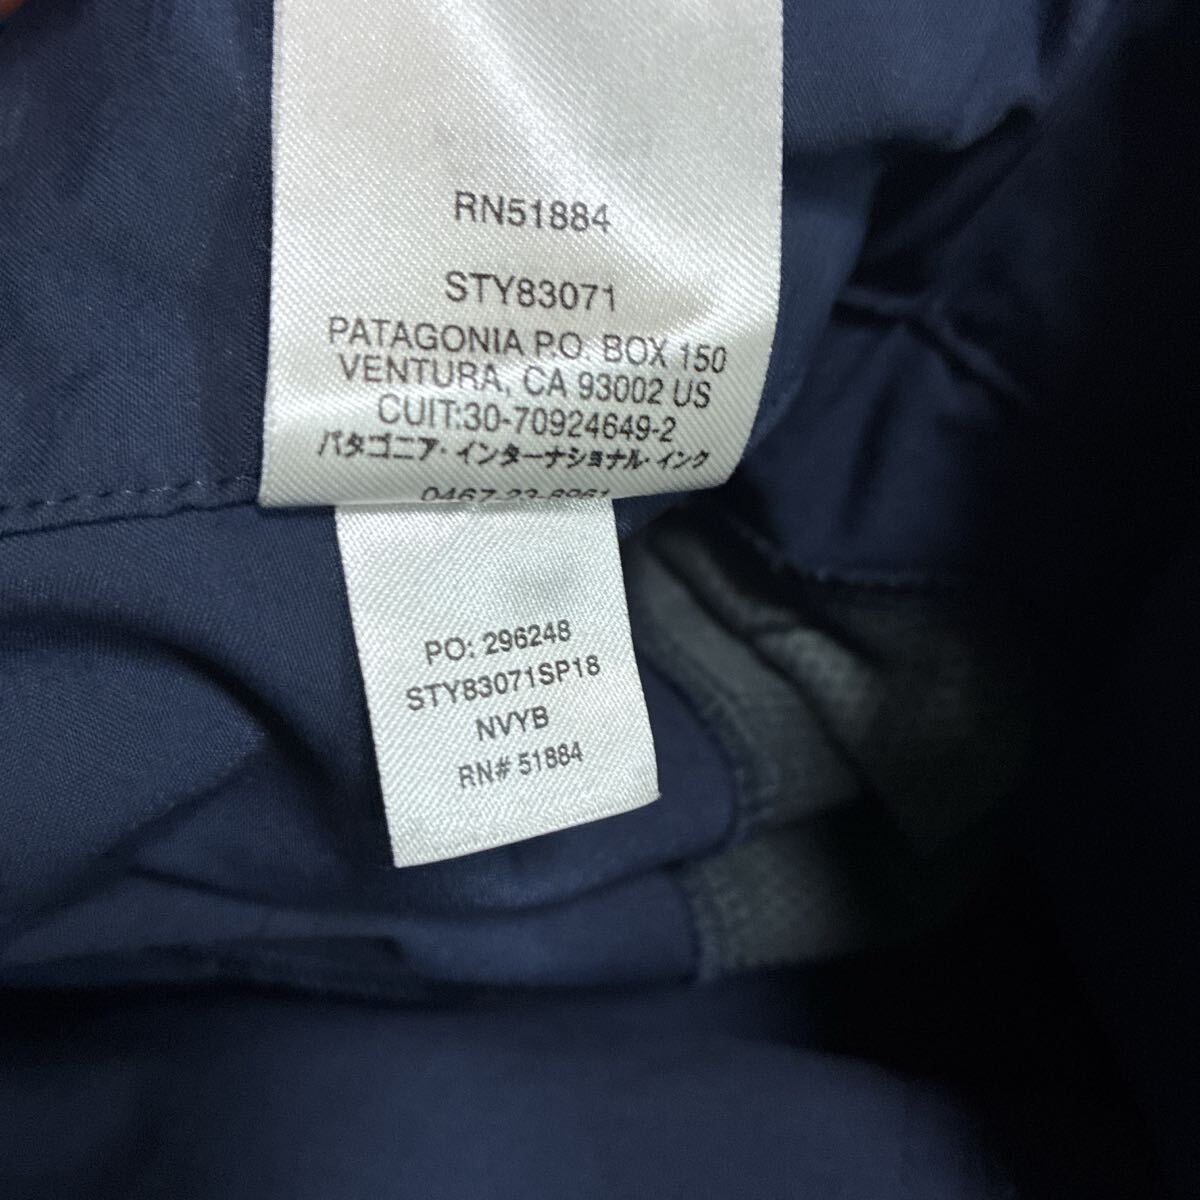 RN51884
STY83071
PATAGONIA P.O. BOX 150
VENTURA, CA 93002 US
CUIT:30-70924649-2
パタゴニア・インターナショナル・インク
PO: 296248
STY83071SP18
NVYB
RN# 51884